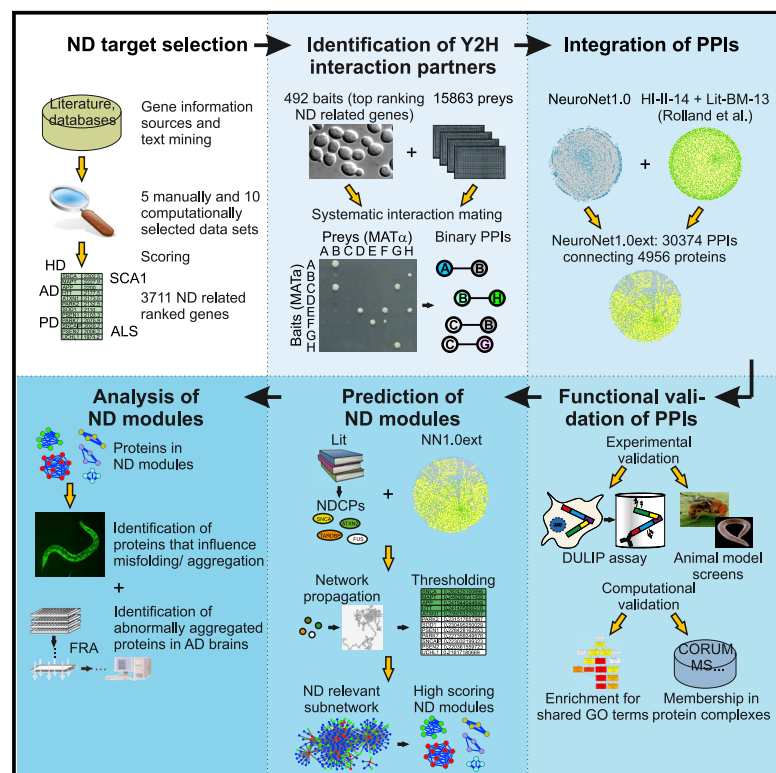 ND target selection
Literature,
databases
Gene information
sources and
text mining
5 manually and 10
computationally
selected data sets
Scoring
HD
SCA1
AD
3711 ND related
ranked genes
PD
ALS
Identification of Y2H
interaction partners
492 baits (top ranking
ND related genes)
15863 preys
+
Systematic interaction mating
Preys (MATα)
A B C D E F G H
Baits (MATa)
A
B
C
D
E
F
G
H
Binary PPIs
A B
B H
C B
C G
Integration of PPIs
NeuroNet1.0
HI-II-14 + Lit-BM-13
(Rolland et al.)
+
NeuroNet1.0ext: 30374 PPIs
connecting 4956 proteins
Functional vali-
dation of PPIs
Experimental
validation
DULIP assay
Animal model
screens
Computational
validation
CORUM
MS...
Enrichment for
shared GO terms
Membership in
protein complexes
Prediction of
ND modules
Lit
NN1.0ext
+
NDCPs
SNCA
ATXN1
TARDBP
FUS
Network
propagation
Thresholding
ND relevant
subnetwork
High scoring
ND modules
Analysis of
ND modules
Proteins in
ND modules
Identification of
proteins that influence
misfolding/ aggregation
+
Identification of
abnormally aggregated
proteins in AD brains
FRA